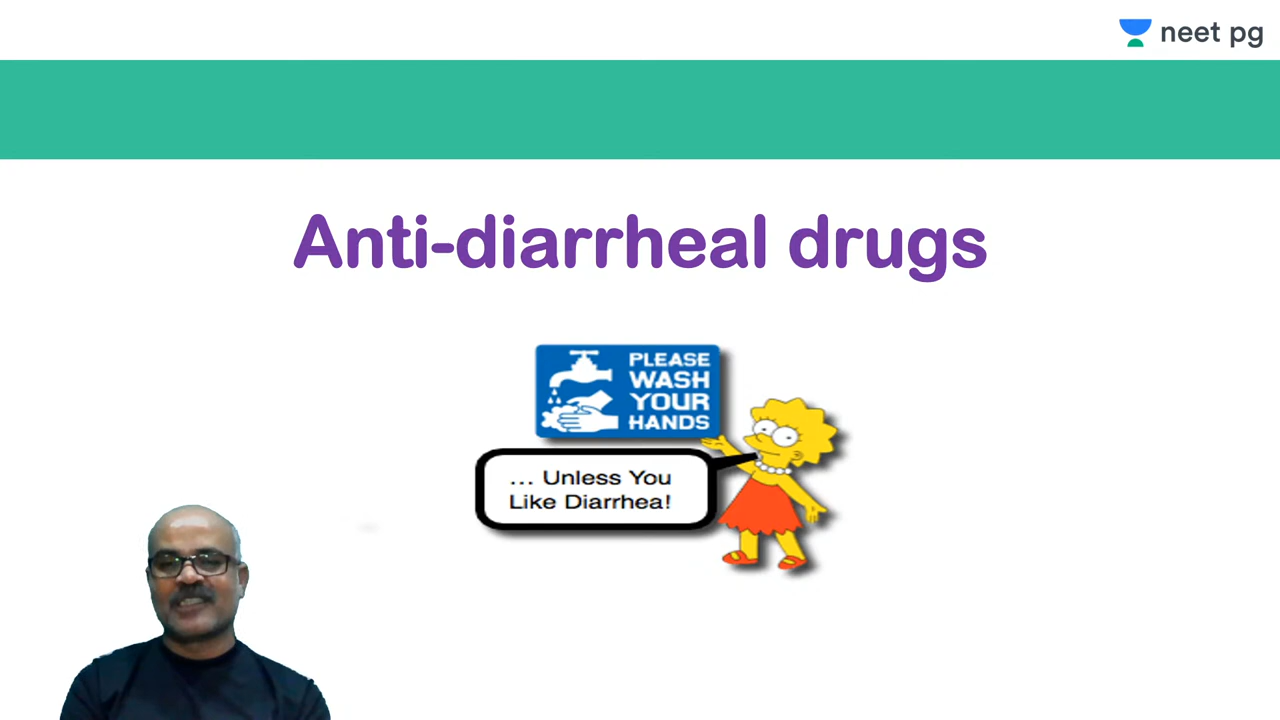 neet pg
Anti-diarrheal drugs
PLEASE
WASH
YOUR
HANDS
... Unless You
Like Diarrhea!